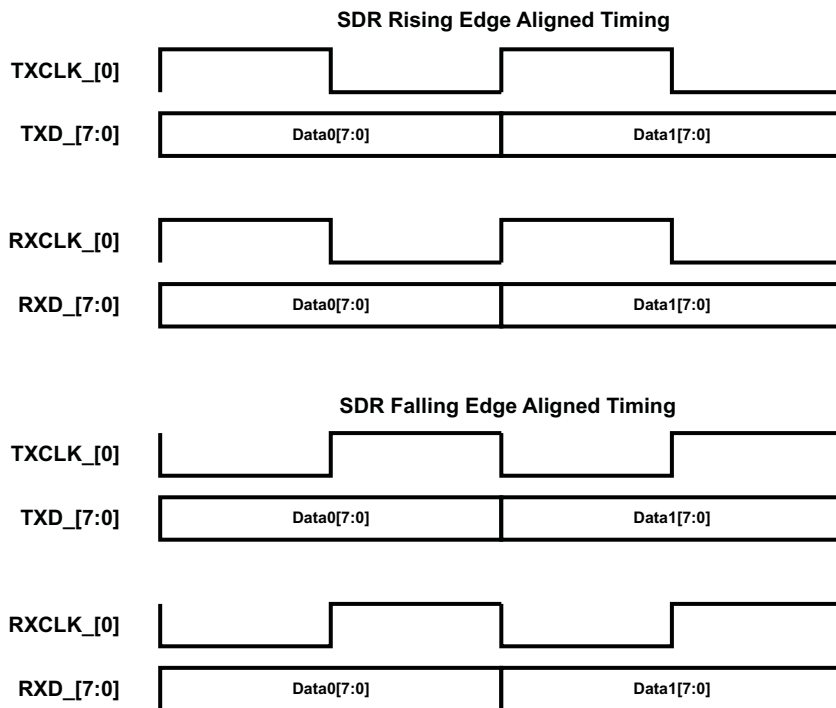 SDR Rising Edge Aligned Timing
TXCLK_[0]
TXD_[7:0] Data0[7:0] Data1[7:0]
RXCLK_[0]
RXD_[7:0] Data0[7:0] Data1[7:0]
SDR Falling Edge Aligned Timing
TXCLK_[0]
TXD_[7:0] Data0[7:0] Data1[7:0]
RXCLK_[0]
RXD_[7:0] Data0[7:0] Data1[7:0]